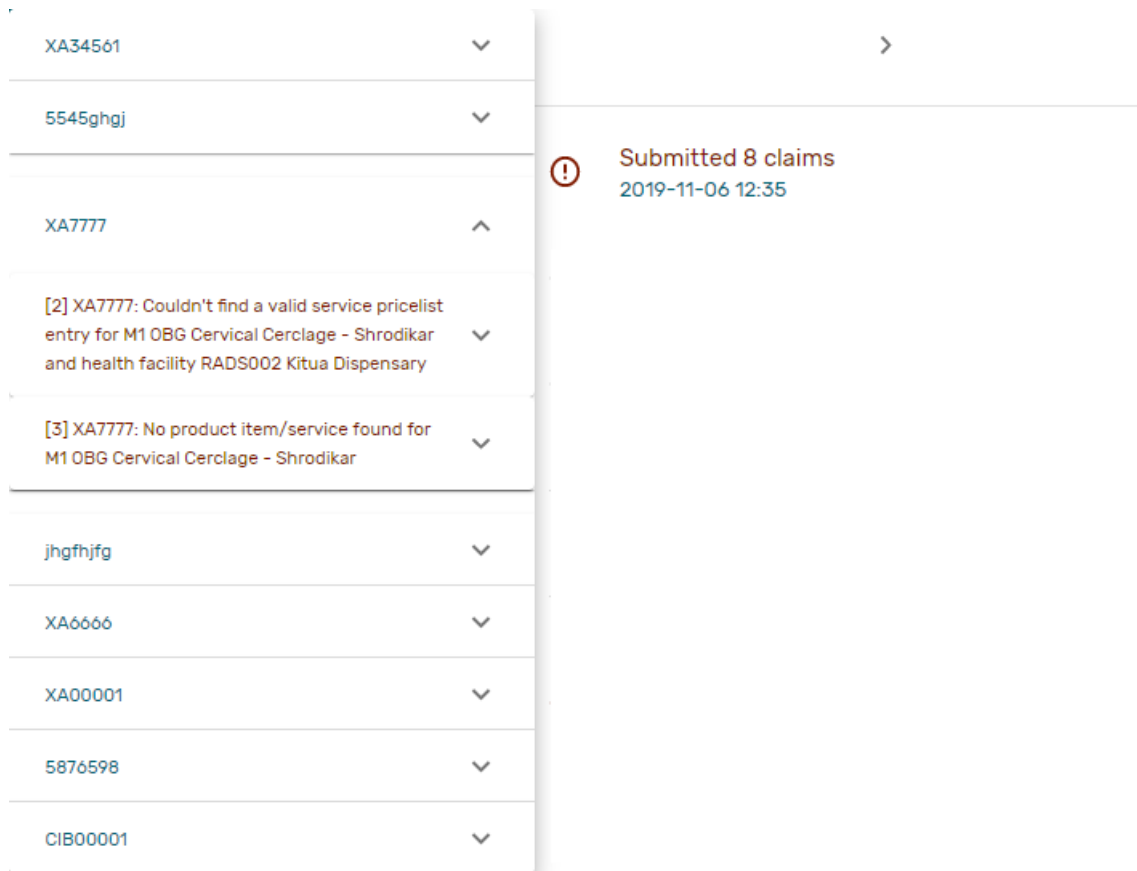 XA34561
5545ghgj
XA7777
[2] XA7777: Couldn't find a valid service pricelist
entry for M1 OBG Cervical Cerclage - Shrodikar
and health facility RADS002 Kitua Dispensary
[3] XA7777: No product item/service found for
M1 OBG Cervical Cerclage - Shrodikar
jhgfhjfg
XA6666
XA00001
5876598
CIB00001
Submitted 8 claims
2019-11-06 12:35